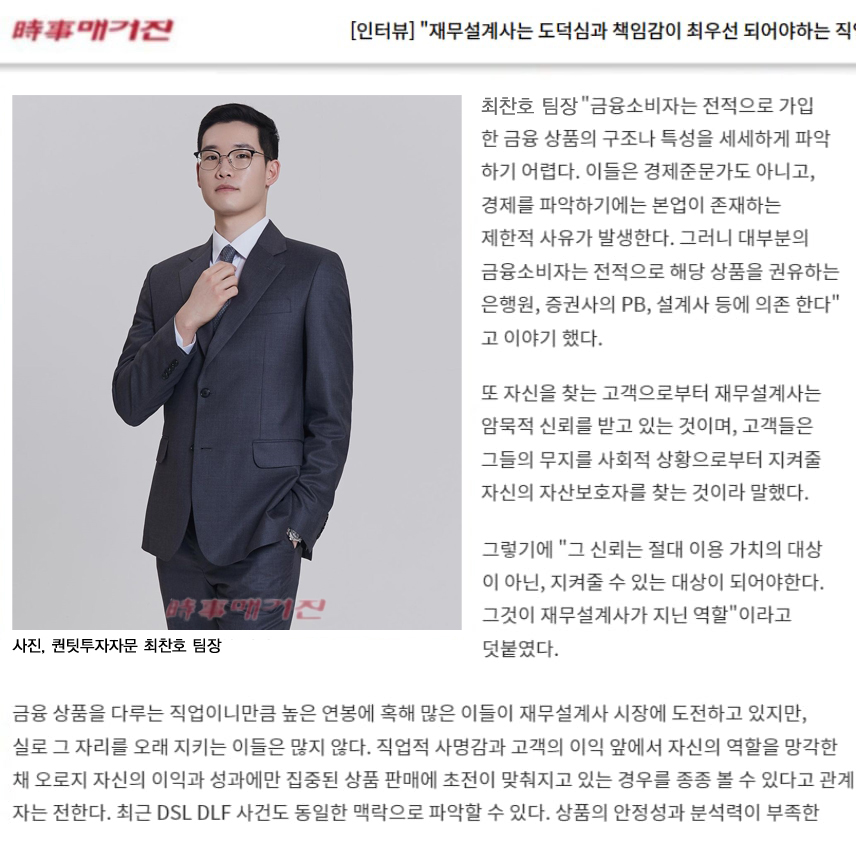 時事매거진
[인터뷰] "재무설계사는 도덕심과 책임감이 최우선 되어야하는 직업
최찬호 팀장 "금융소비자는 전적으로 가입
한 금융 상품의 구조나 특성을 세세하게 파악
하기 어렵다. 이들은 경제준문가도 아니고,
경제를 파악하기에는 본업이 존재하는
제한적 사유가 발생한다. 그러니 대부분의
금융소비자는 전적으로 해당 상품을 권유하는
은행원, 증권사의 PB, 설계사 등에 의존 한다"
고 이야기 했다.
또 자신을 찾는 고객으로부터 재무설계사는
암묵적 신뢰를 받고 있는 것이며, 고객들은
그들의 무지를 사회적 상황으로부터 지켜줄
자신의 자산보호자를 찾는 것이라 말했다.
그렇기에 "그 신뢰는 절대 이용 가치의 대상
이 아닌, 지켜줄 수 있는 대상이 되어야한다.
그것이 재무설계사가 지닌 역할"이라고
덧붙였다.
時事매거진
사진, 퀀팃투자자문 최찬호 팀장
금융 상품을 다루는 직업이니만큼 높은 연봉에 혹해 많은 이들이 재무설계사 시장에 도전하고 있지만,
실로 그 자리를 오래 지키는 이들은 많지 않다. 직업적 사명감과 고객의 이익 앞에서 자신의 역할을 망각한
채 오로지 자신의 이익과 성과에만 집중된 상품 판매에 초전이 맞춰지고 있는 경우를 종종 볼 수 있다고 관계
자는 전한다. 최근 DSL DLF 사건도 동일한 맥락으로 파악할 수 있다. 상품의 안정성과 분석력이 부족한